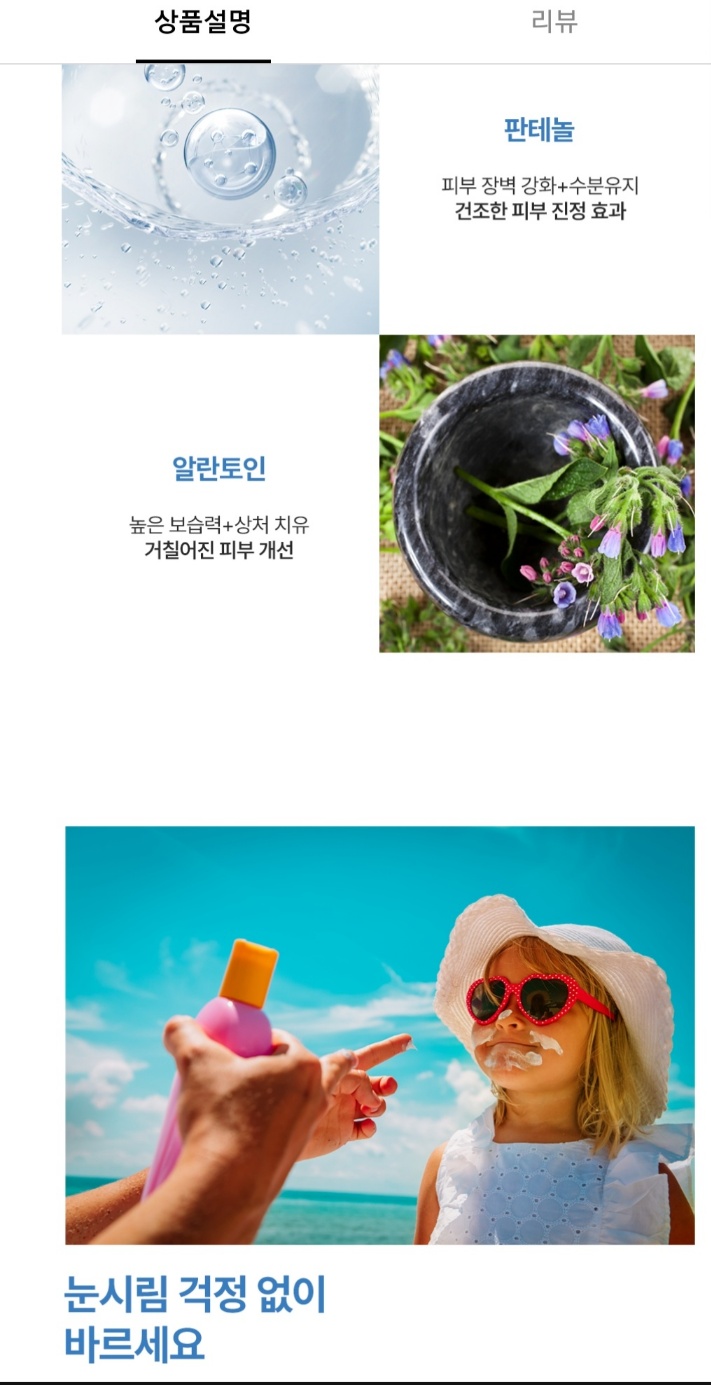 상품설명
리뷰
판테놀
피부 장벽 강화+수분유지
건조한 피부 진정 효과
알란토인
높은 보습력+상처 치유
거칠어진 피부 개선
눈시림 걱정 없이
바르세요